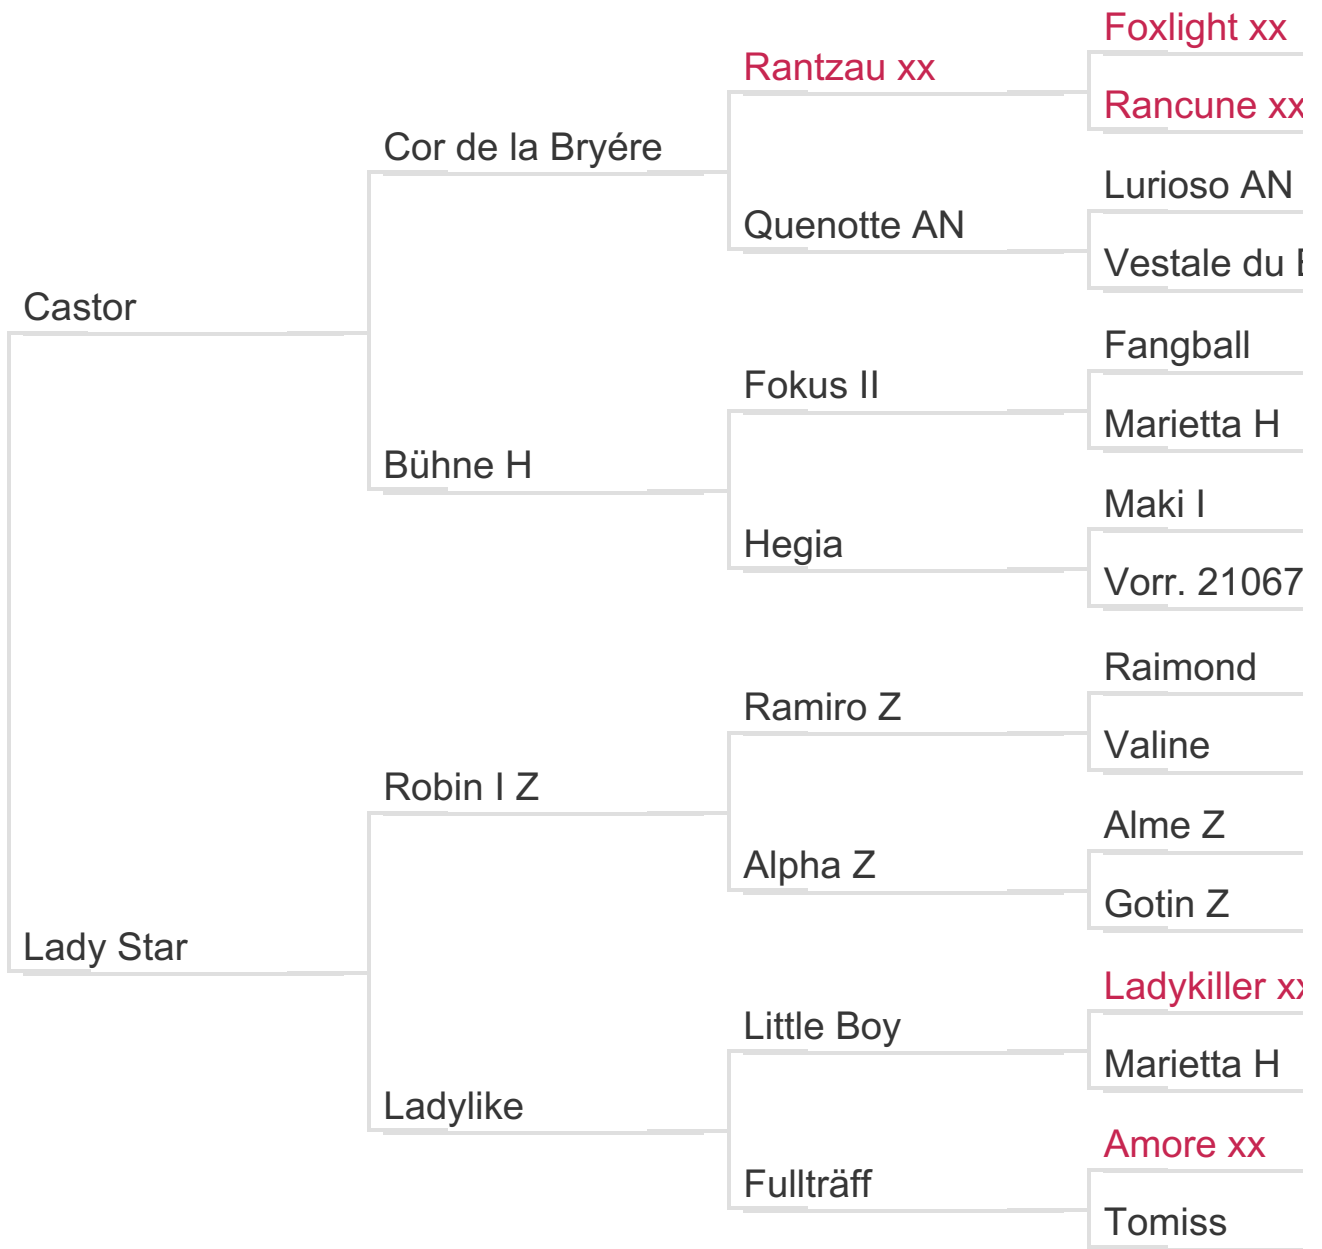 Foxlight xx
Rantzau xx
Rancune xx
Cor de la Bryére
Lurioso AN
Quenotte AN
Vestale du
Castor
Fangball
Fokus II
Marietta H
Bühne H
Maki I
Hegia
Vorr. 21067
Raimond
Ramiro Z
Valine
Robin I Z
Alme Z
Alpha Z
Gotin Z
Lady Star
Ladykiller xx
Little Boy
Marietta H
Ladylike
Amore xx
Fullträff
Tomiss